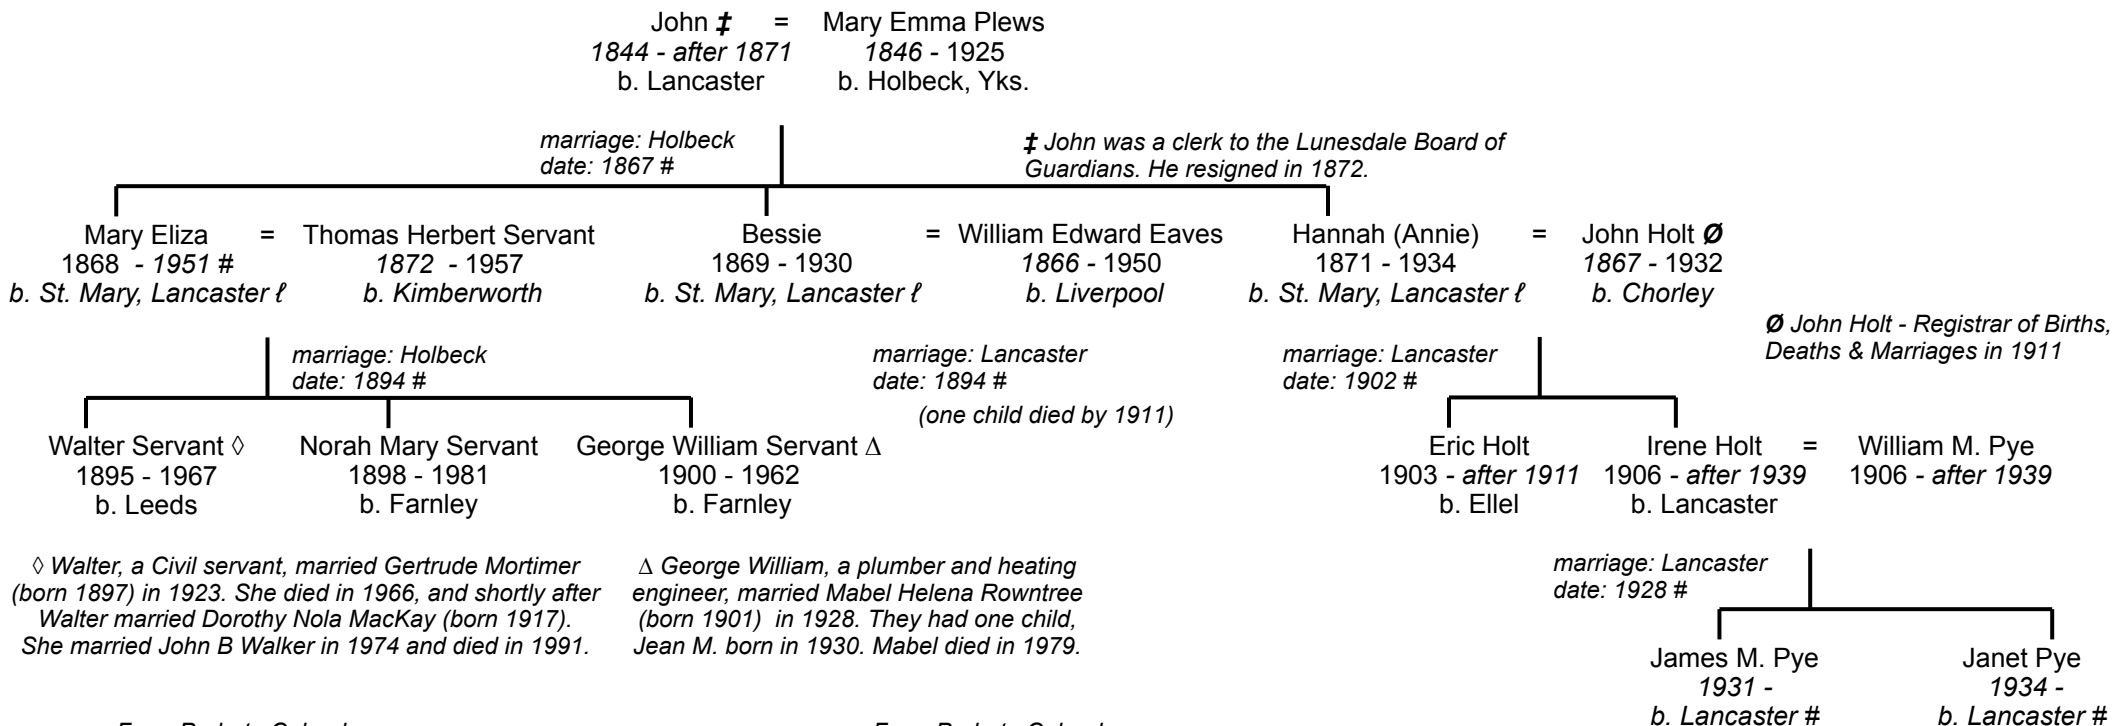 John ‡ = Mary Emma Plews
1844 - after 1871 1846 - 1925
b. Lancaster b. Holbeck, Yks.
marriage: Holbeck
date: 1867 #
‡ John was a clerk to the Lunesdale Board of
Guardians. He resigned in 1872.
Mary Eliza = Thomas Herbert Servant Bessie = William Edward Eaves Hannah (Annie) = John Holt Ø
1868 - 1951 # 1872 - 1957 1869 - 1930 1866 - 1950 1871 - 1934 1867 - 1932
b. St. Mary, Lancaster ℓ b. Kimberworth b. St. Mary, Lancaster ℓ b. Liverpool b. St. Mary, Lancaster ℓ b. Chorley
Ø John Holt - Registrar of Births,
Deaths & Marriages in 1911
marriage: Holbeck
date: 1894 #
marriage: Lancaster
date: 1894 #
(one child died by 1911)
marriage: Lancaster
date: 1902 #
Walter Servant ◊ Norah Mary Servant George William Servant Δ Eric Holt Irene Holt = William M. Pye
1895 - 1967 1898 - 1981 1900 - 1962 1903 - after 1911 1906 - after 1939 1906 - after 1939
b. Leeds b. Farnley b. Farnley b. Ellel b. Lancaster
◊ Walter, a Civil servant, married Gertrude Mortimer
(born 1897) in 1923. She died in 1966, and shortly after
Walter married Dorothy Nola MacKay (born 1917).
She married John B Walker in 1974 and died in 1991.
Δ George William, a plumber and heating
engineer, married Mabel Helena Rowntree
(born 1901) in 1928. They had one child,
Jean M. born in 1930. Mabel died in 1979.
marriage: Lancaster
date: 1928 #
James M. Pye Janet Pye
1931 - 1934 -
b. Lancaster # b. Lancaster #